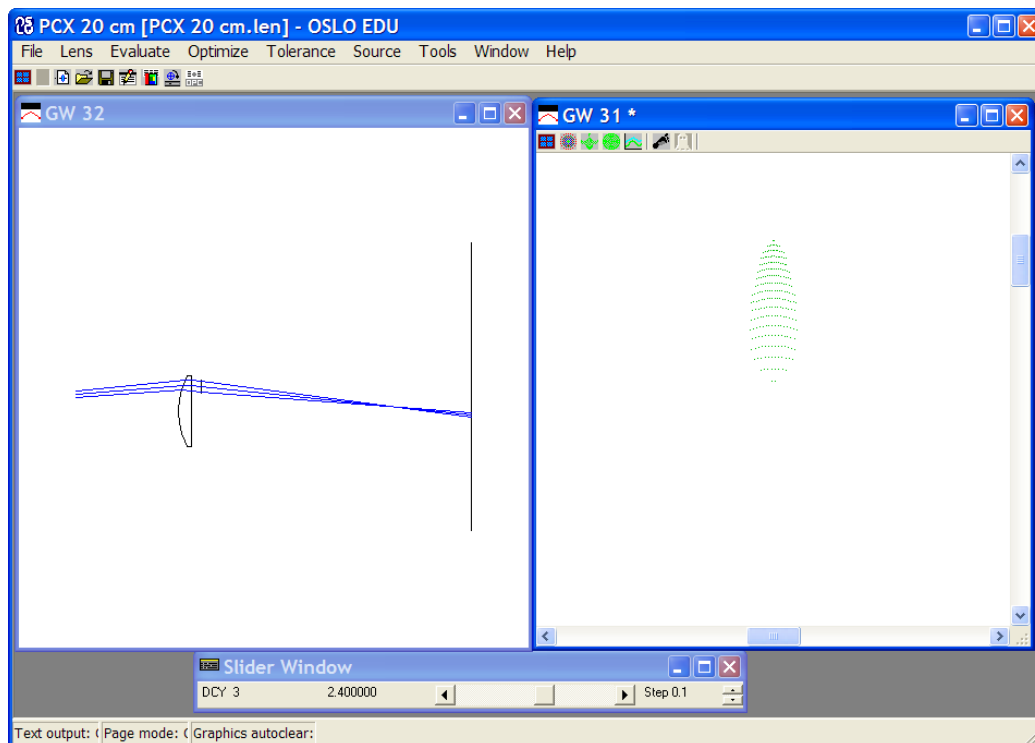 PCX 20 cm [PCX 20 cm.len] - OSLO EDU
File Lens Evaluate Optimize Tolerance Source Tools Window Help
GW 32
GW 31 *
Slider Window
DCY 3 2.400000 Step 0.1
Text output: Page mode: Graphics autoclear: